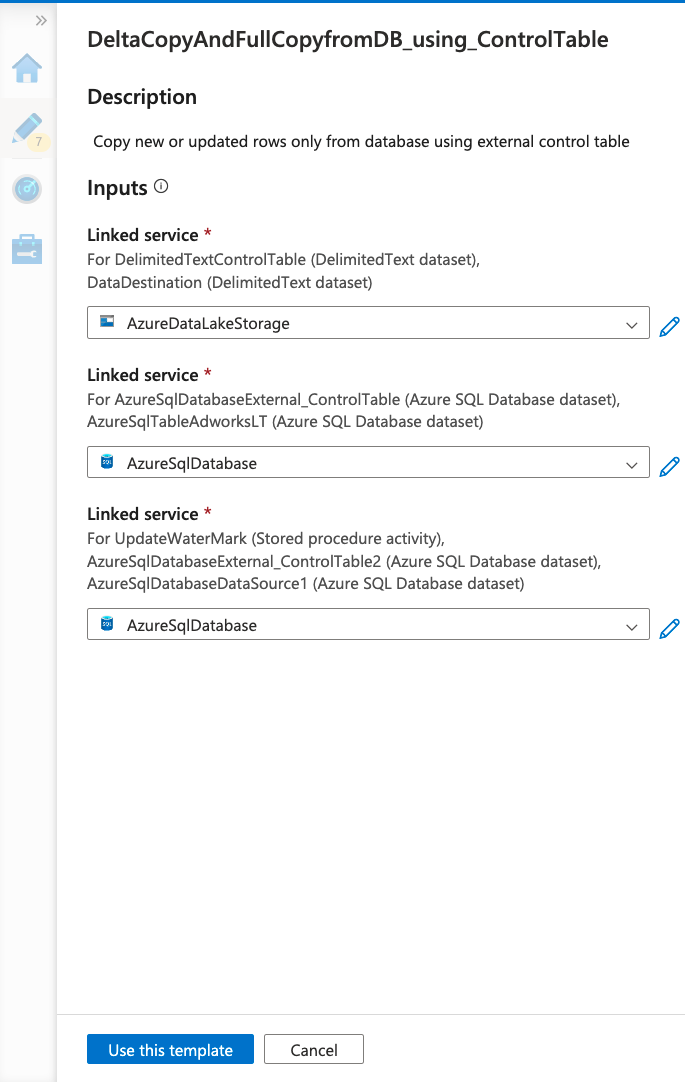 DeltaCopyAndFullCopyfromDB_using_ControlTable
Description
Copy new or updated rows only from database using external control table
7
Inputs
Linked service *
For DelimitedTextControlTable (DelimitedText dataset),
DataDestination (DelimitedText dataset)
AzureDataLakeStorage
Linked service *
For AzureSqlDatabaseExternal_ControlTable (Azure SQL Database dataset),
AzureSqlTableAdworksLT (Azure SQL Database dataset)
SQL AzureSqlDatabase
Linked service *
For UpdateWaterMark (Stored procedure activity),
AzureSqlDatabaseExternal_ControlTable2 (Azure SQL Database dataset),
AzureSqlDatabaseDataSource1 (Azure SQL Database dataset)
SQL AzureSqlDatabase
Use this template Cancel